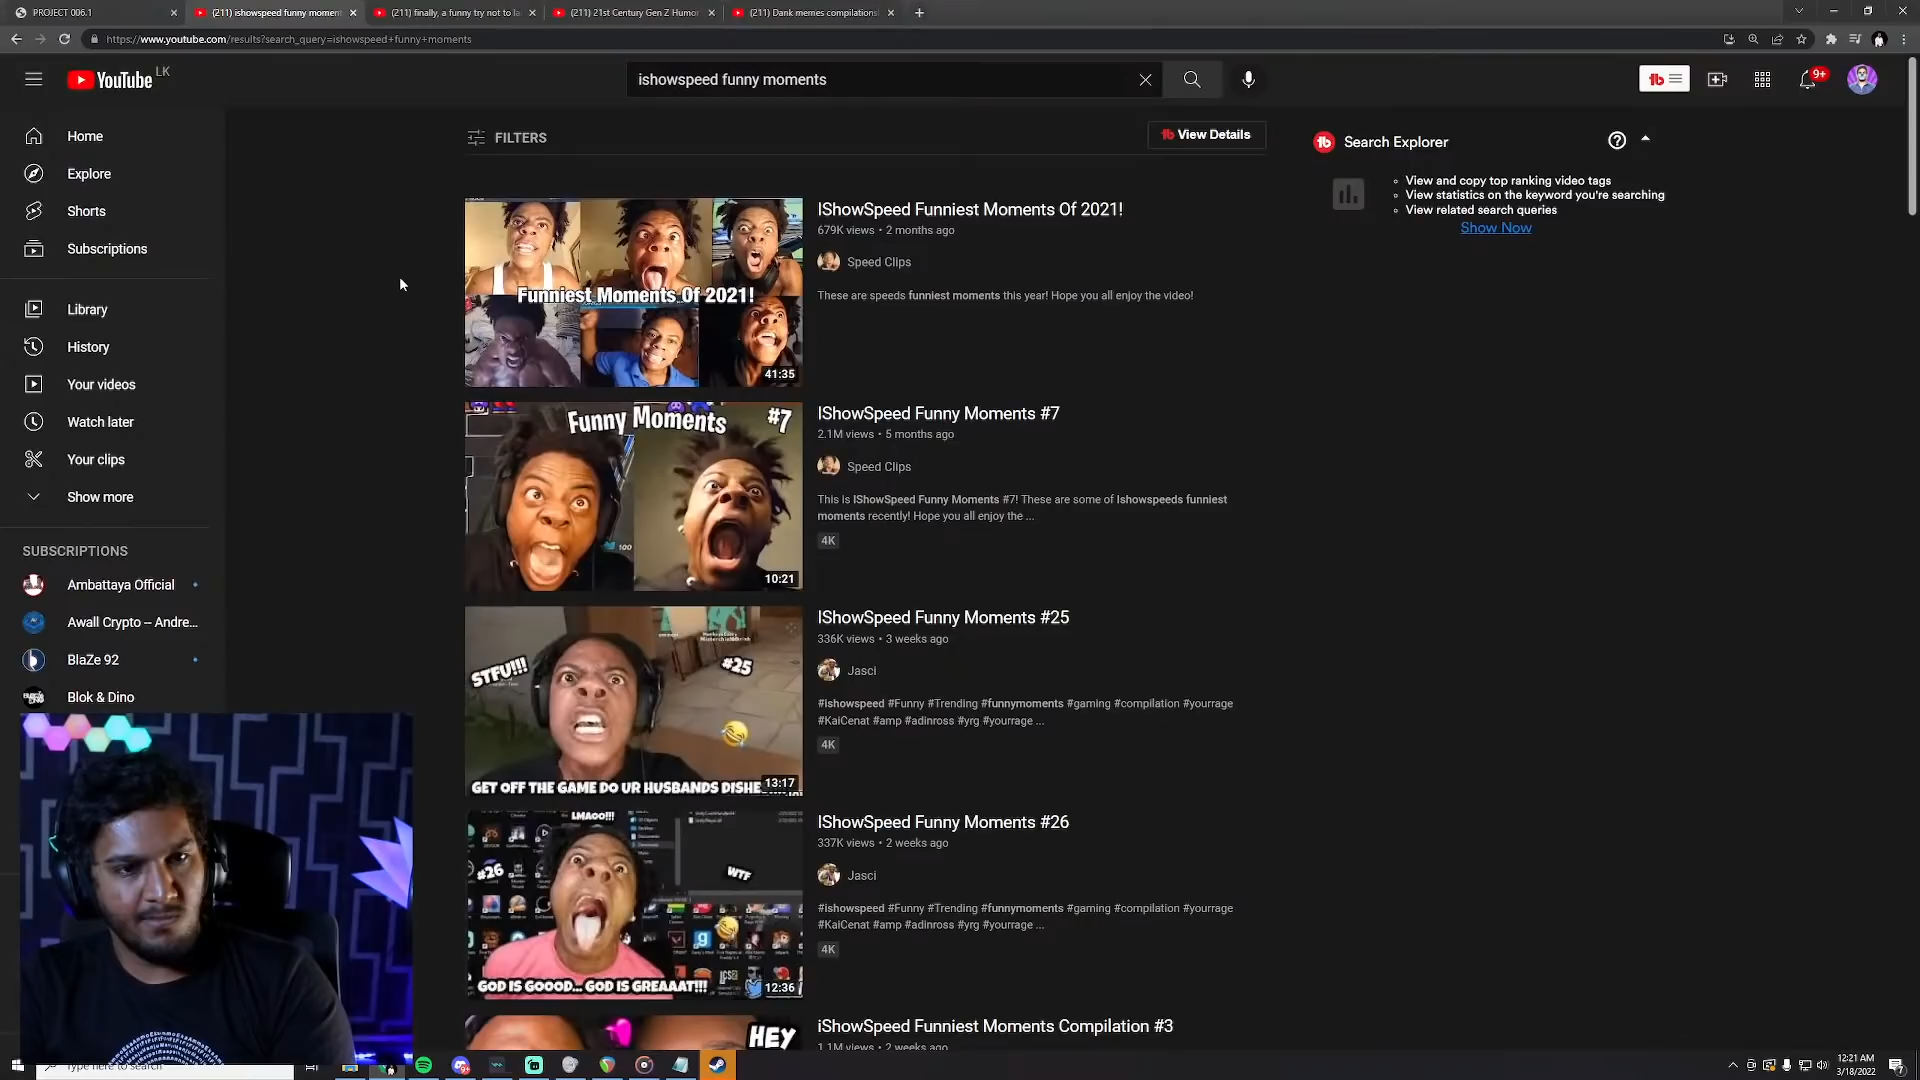 PROJECT 006.1
(211) ishowspeed funny moment
(211) finally, a funny try not to la
(211) 21st Century Gen Z Humor
(211) Dank memes compilations
https://www.youtube.com/results?search_query=ishowspeed+funny+moments
YouTube LK
ishowspeed funny moments
9+
Home
Explore
Shorts
Subscriptions
Library
History
Your videos
Watch later
Your clips
Show more
SUBSCRIPTIONS
Ambattaya Official
Awall Crypto – Andre...
BlaZe 92
Blok & Dino
FILTERS
View Details
Funniest Moments Of 2021!
41:35
IShowSpeed Funniest Moments Of 2021!
679K views • 2 months ago
Speed Clips
These are speeds funniest moments this year! Hope you all enjoy the video!
Funny Moments #7
100
10:21
IShowSpeed Funny Moments #7
2.1M views • 5 months ago
Speed Clips
This is IShowSpeed Funny Moments #7! These are some of Ishowspeeds funniest
moments recently! Hope you all enjoy the ...
4K
STFU!!!
#25
GET OFF THE GAME DO UR HUSBANDS DISHE
13:17
IShowSpeed Funny Moments #25
336K views • 3 weeks ago
Jasci
#ishowspeed #Funny #Trending #funnymoments #gaming #compilation #yourrage
#KaiCenat #amp #adinross #yrg #yourrage ...
4K
LMAOO!!!
#26
WTF
GOD IS GOOOD... GOD IS GREAAAT!!!
12:36
IShowSpeed Funny Moments #26
337K views • 2 weeks ago
Jasci
#ishowspeed #Funny #Trending #funnymoments #gaming #compilation #yourrage
#KaiCenat #amp #adinross #yrg #yourrage ...
4K
HEY
iShowSpeed Funniest Moments Compilation #3
1.1M views • 2 weeks ago
Search Explorer
View and copy top ranking video tags
View statistics on the keyword you're searching
View related search queries
Show Now
Type here to search
12:21 AM
3/18/2022